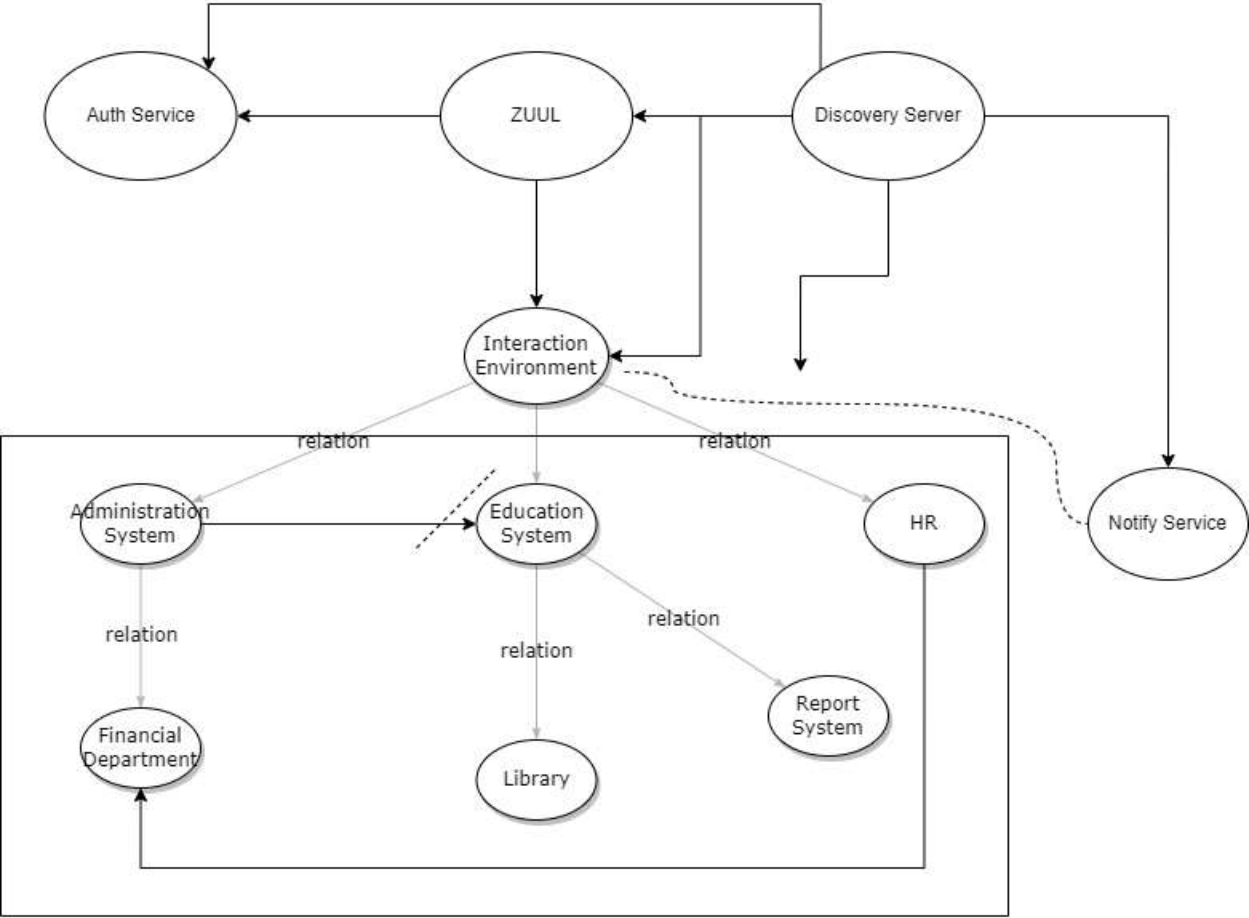 Auth Service
ZUUL
Discovery Server
Interaction
Environment
relation
relation
Administration
System
Education
System
HR
Notify Service
relation
relation
relation
Financial
Department
Library
Report
System